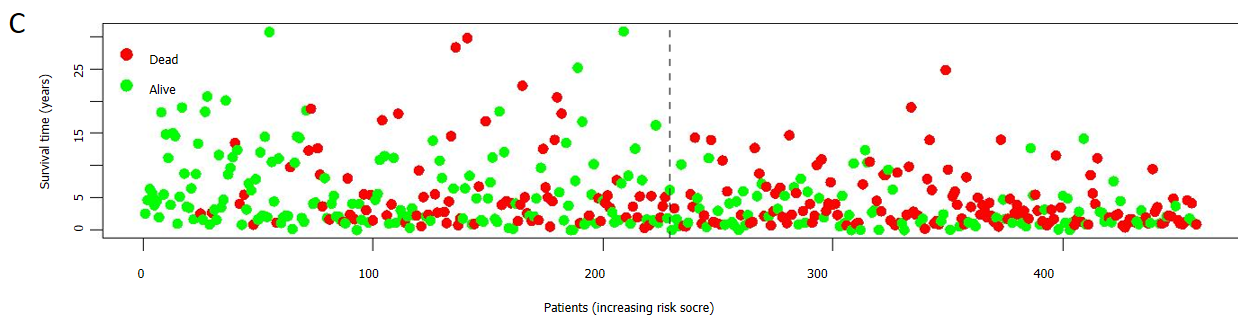 C
Dead
Alive
Survival time (years)
25
15
5
0
0 100 200 300 400
Patients (increasing risk socre)